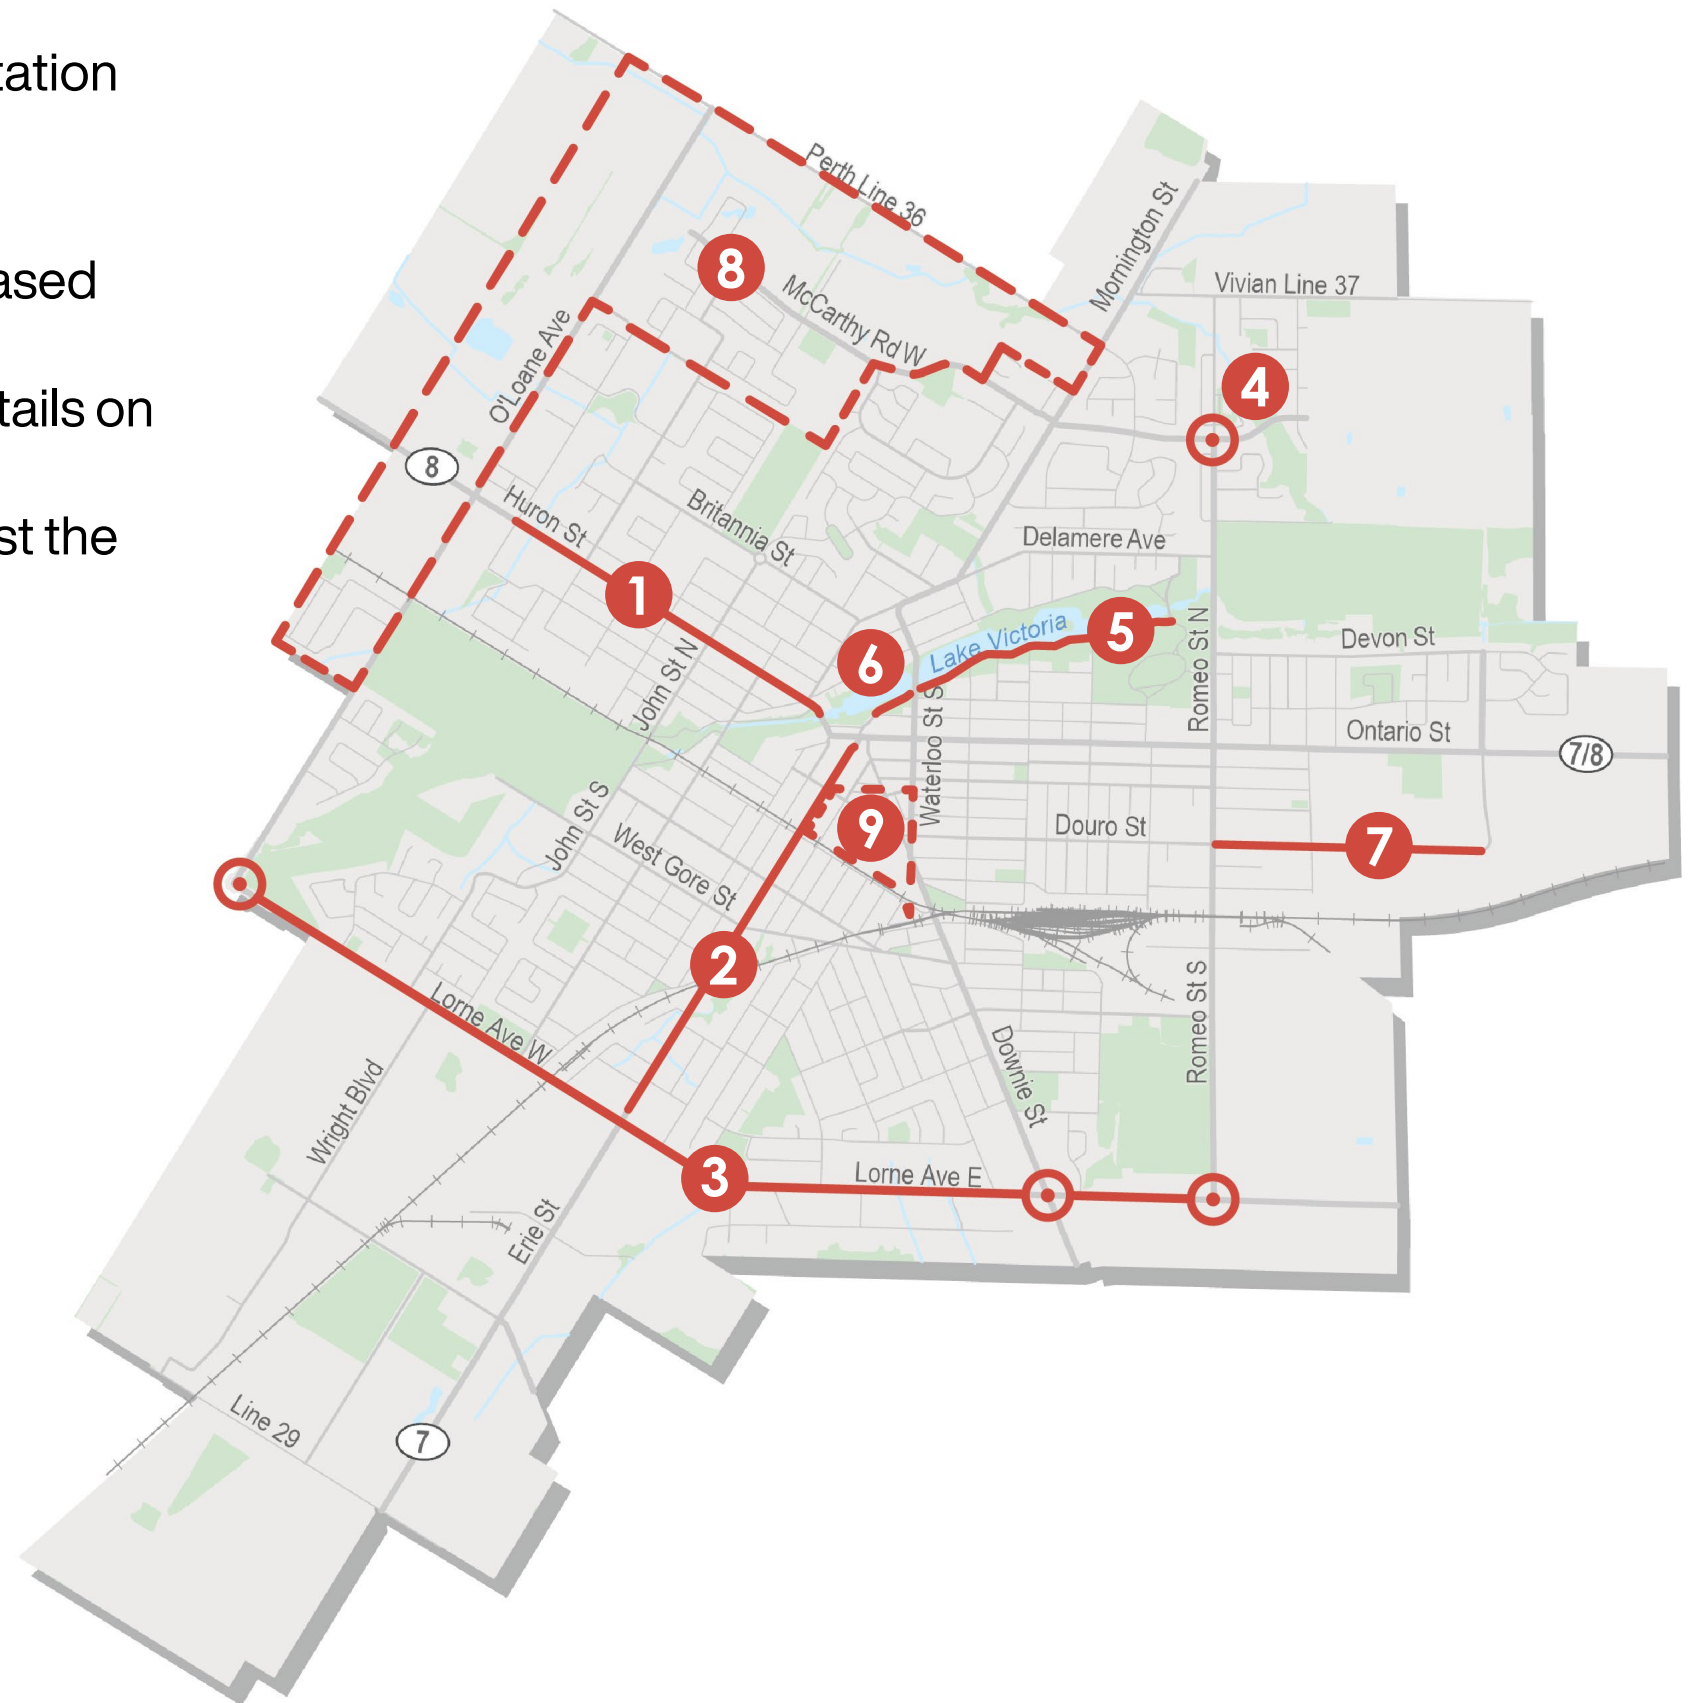 tation
ased
tails on
st the
Perth Line 36
Mornington St
Vivian Line 37
8
McCarthy Rd W
4
O'Loane Ave
8
Huron St
Britannia St
Delamere Ave
1
6
Lake Victoria
5
Romeo St N
Devon St
John St N
Waterloo St S
Ontario St
7/8
John St S
9
Douro St
7
West Gore St
2
Lorne Ave W
Romeo St S
Downie St
Wright Blvd
3
Lorne Ave E
Erie St
Line 29
7